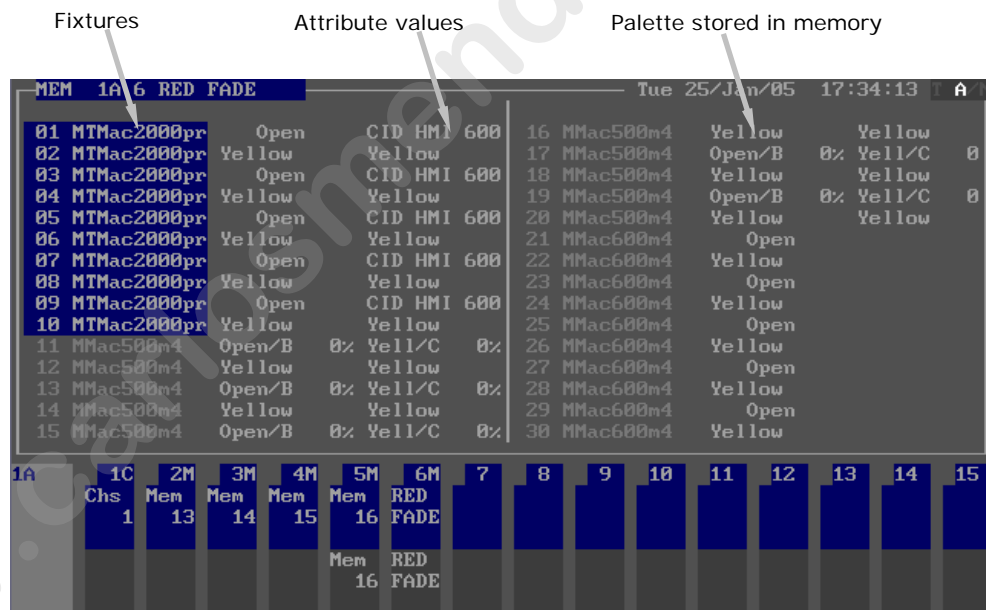 Fixtures Attribute values Palette stored in memory
MEM 1A 6 RED FADE Tue 25/Jan/05 17:34:13 A
01 MTMac2000pr Open CID HMI 600 16 MMac500m4 Yellow Yellow
02 MTMac2000pr Yellow Yellow 17 MMac500m4 Open/B 0% Yell/C 0
03 MTMac2000pr Open CID HMI 600 18 MMac500m4 Yellow Yellow
04 MTMac2000pr Yellow Yellow 19 MMac500m4 Open/B 0% Yell/C 0
05 MTMac2000pr Open CID HMI 600 20 MMac500m4 Yellow Yellow
06 MTMac2000pr Yellow Yellow 21 MMac600m4 Open
07 MTMac2000pr Open CID HMI 600 22 MMac600m4 Yellow
08 MTMac2000pr Yellow Yellow 23 MMac600m4 Open
09 MTMac2000pr Open CID HMI 600 24 MMac600m4 Yellow
10 MTMac2000pr Yellow Yellow 25 MMac600m4 Open
11 MMac500m4 Open/B 0% Yell/C 0% 26 MMac600m4 Yellow
12 MMac500m4 Yellow Yellow 27 MMac600m4 Open
13 MMac500m4 Open/B 0% Yell/C 0% 28 MMac600m4 Yellow
14 MMac500m4 Yellow Yellow 29 MMac600m4 Open
15 MMac500m4 Open/B 0% Yell/C 0% 30 MMac600m4 Yellow
1A 1C 2M 3M 4M 5M 6M 7 8 9 10 11 12 13 14 15
Chs Mem Mem Mem Mem RED
1 13 14 15 16 FADE
Mem RED
16 FADE